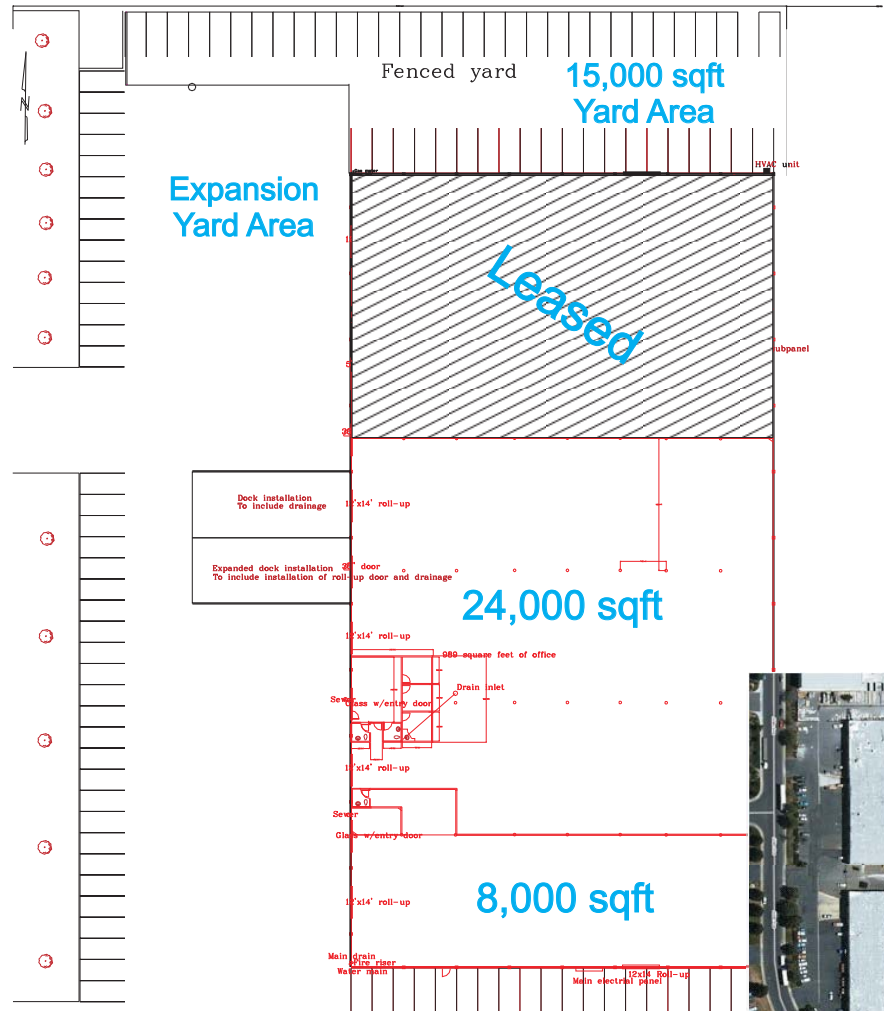 Fenced yard
15,000 sqft
Yard Area
N
HVAC unit
Expansion
Yard Area
Leased
ubpanel
Dock installation
To include drainage
12'x14' roll-up
Expanded dock installation
To include installation of roll-up door and drainage
door
24,000 sqft
12'x14' roll-up
989 square feet of office
Drain inlet
Sewer
Glass w/entry door
12'x14' roll-up
Sewer
Glass w/entry door
8,000 sqft
12'x14' roll-up
Main drain
Fire riser
Water main
12x14 Roll-up
Main electrial panel